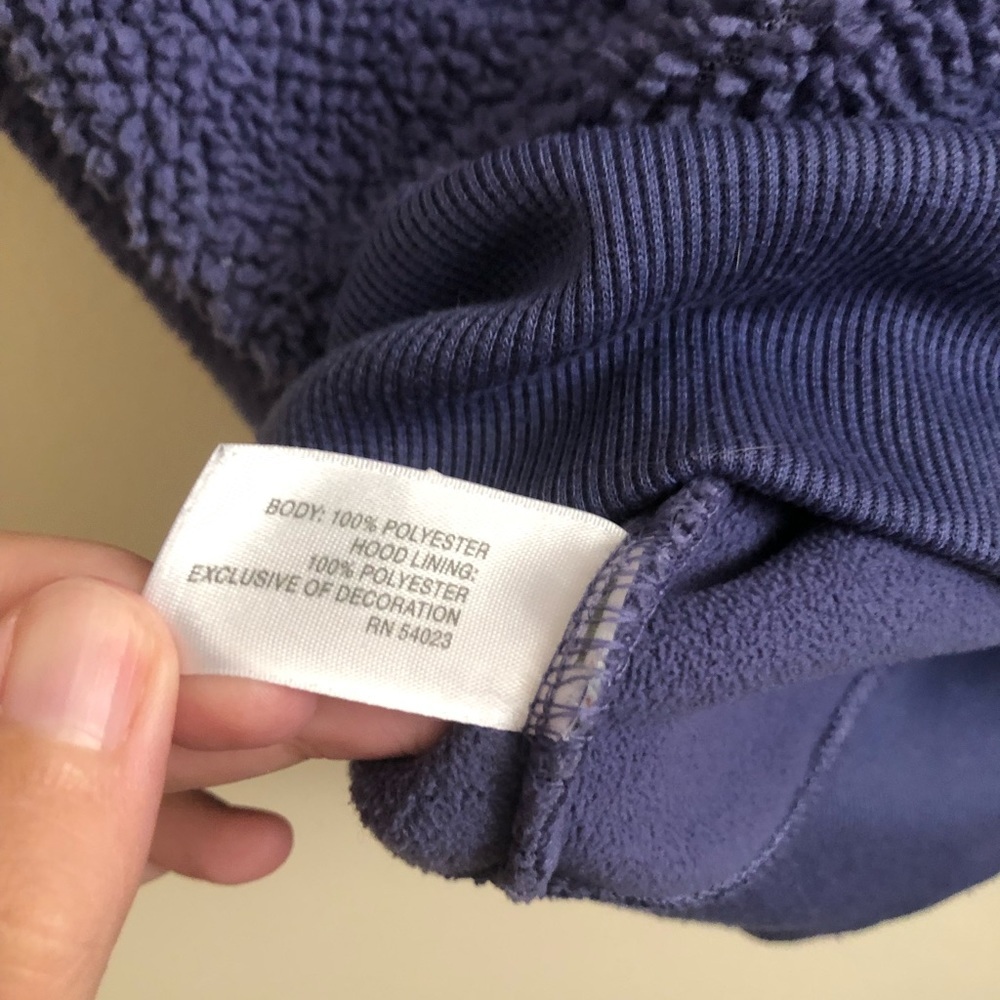 BODY: 100% POLYESTER
HOOD LINING:
100% POLYESTER
EXCLUSIVE OF DECORATION
RN 54023